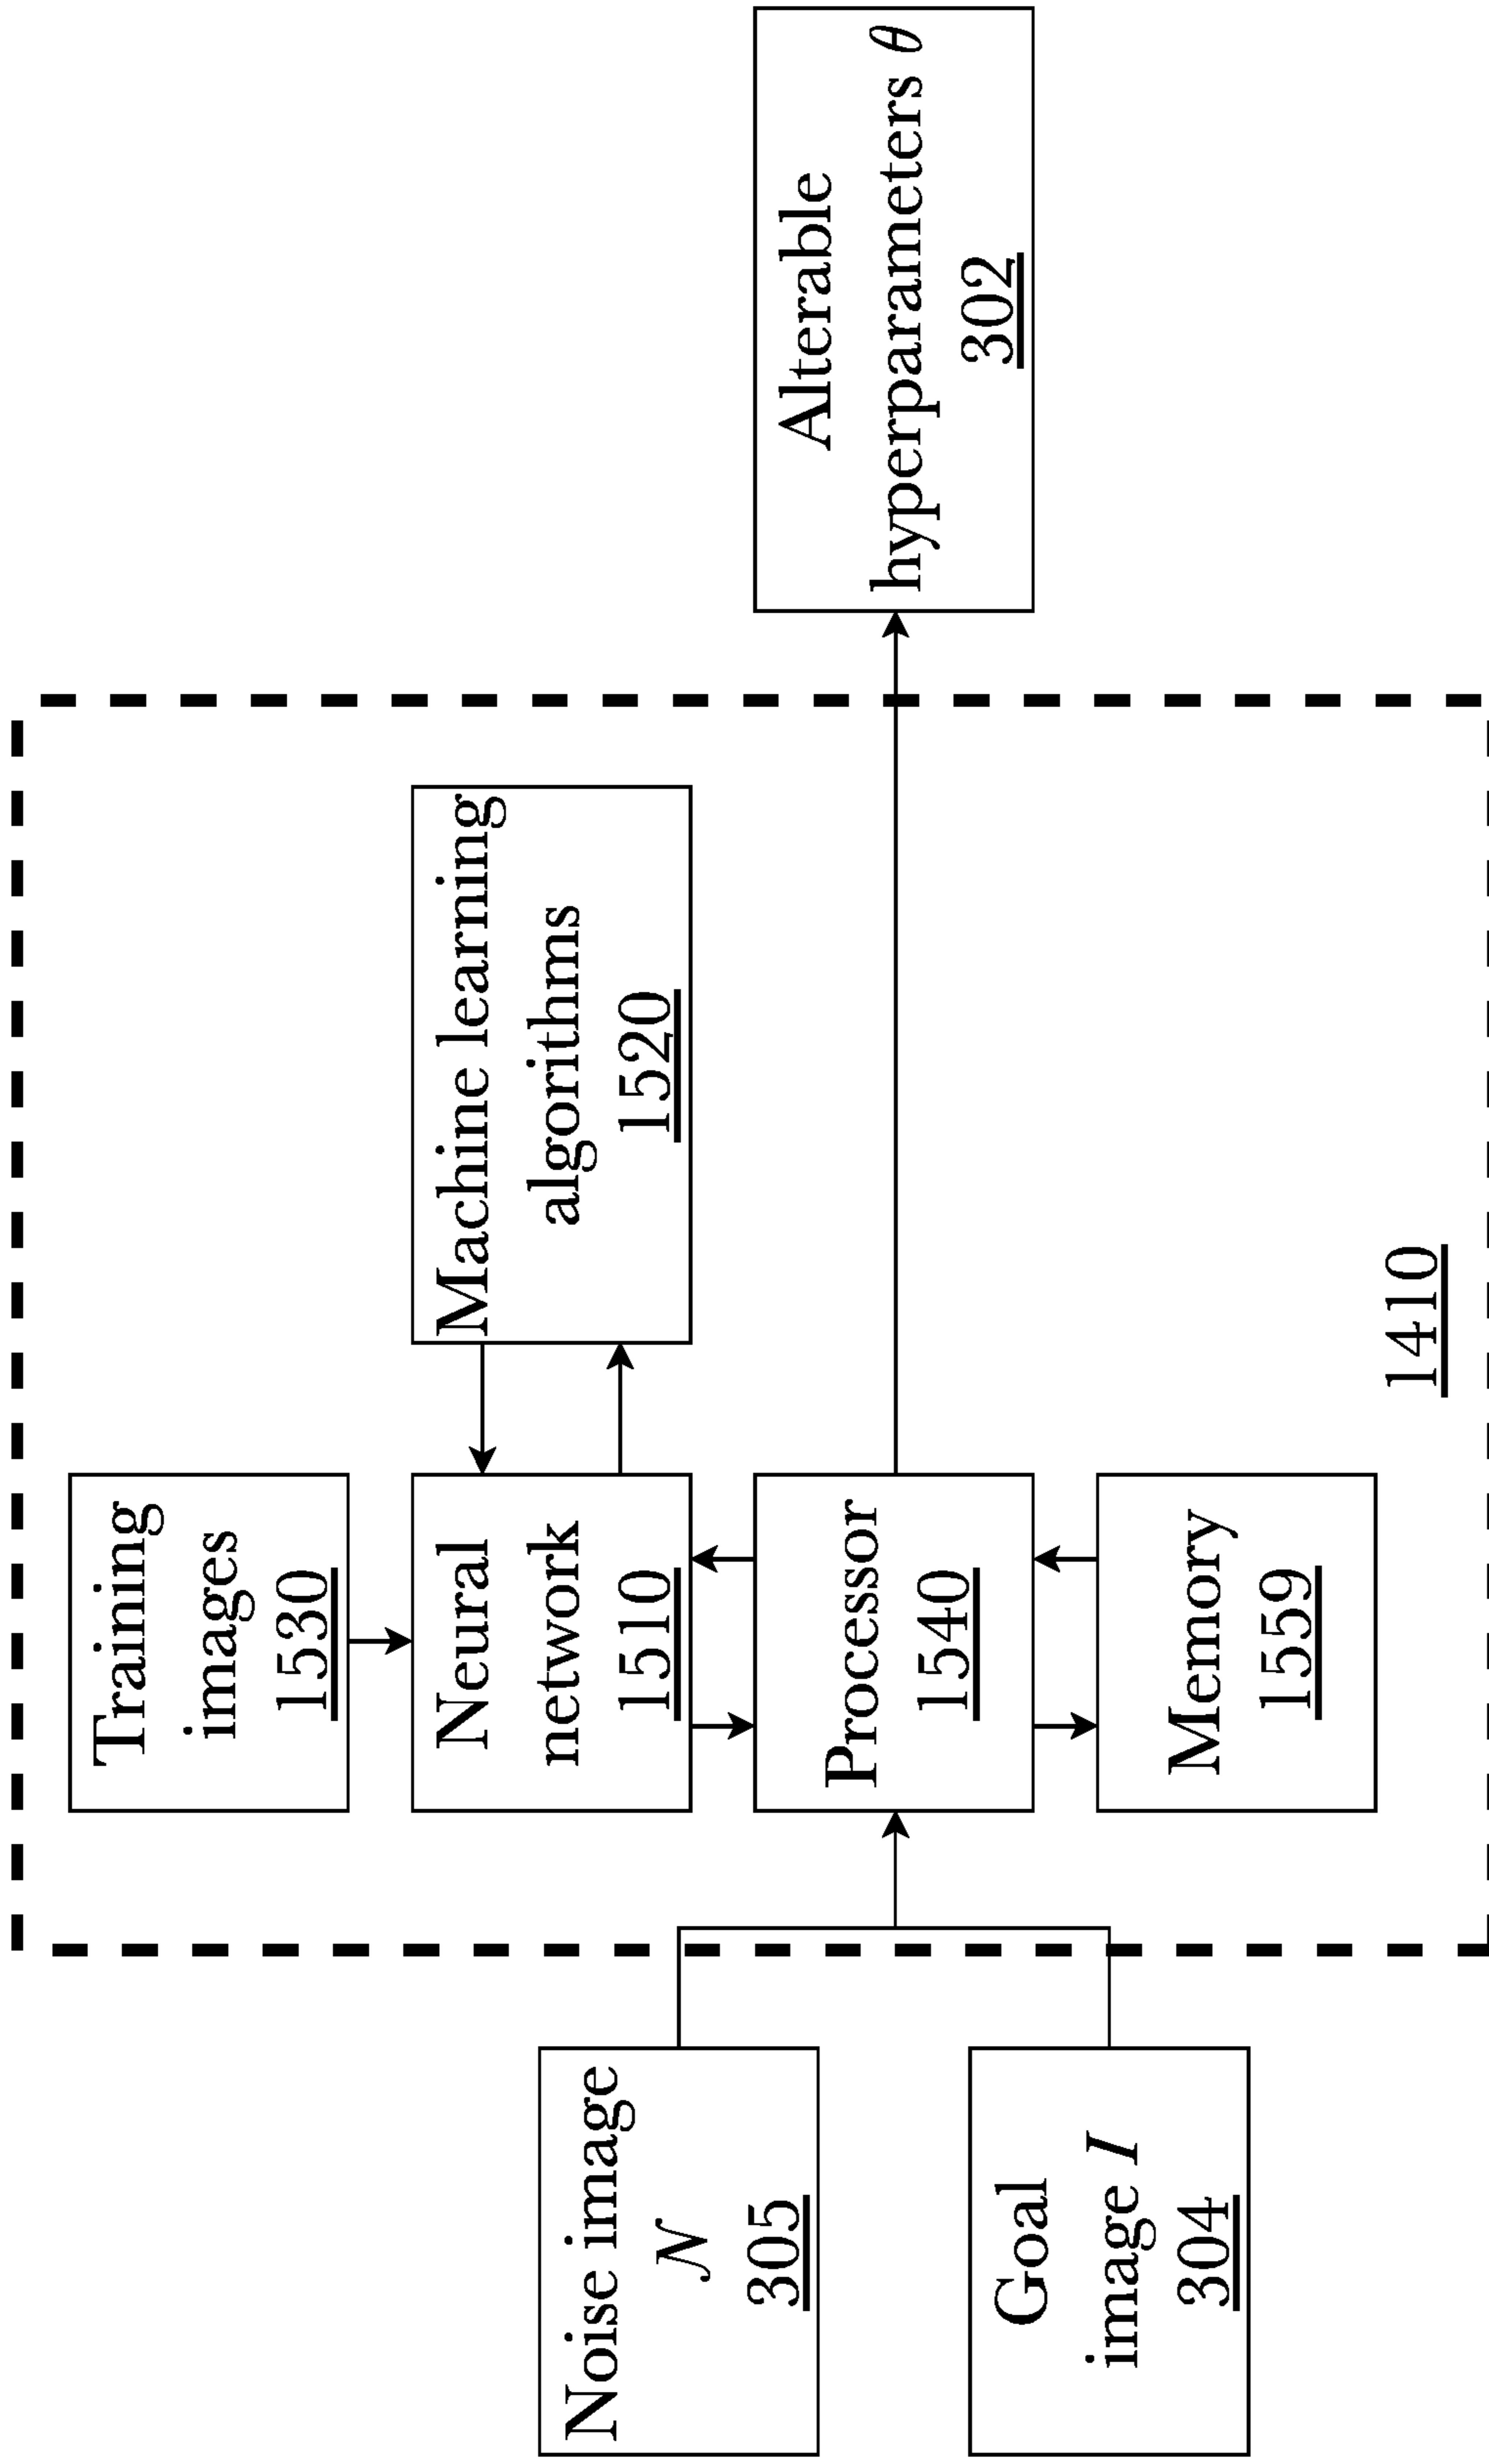 Training
images
1530
Neural
network
1510
Machine learning
algorithms
1520
Noise image
𝒩
305
Processor
1540
Alterable
hyperparameters θ
302
Goal
image I
304
Memory
1559
1410